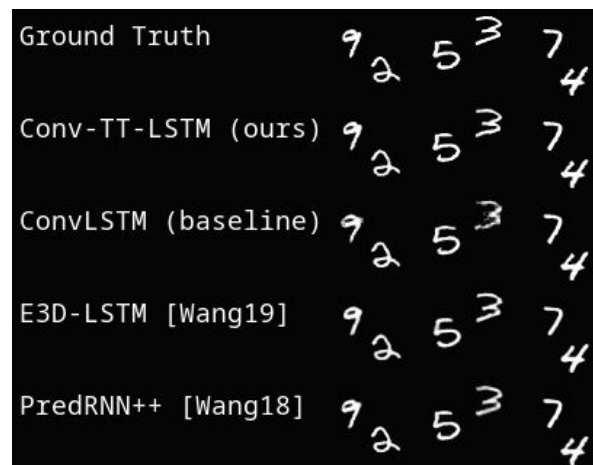 Ground Truth 9 2 5 3 7 4
Conv-TT-LSTM (ours) 9 2 5 3 7 4
ConvLSTM (baseline) 9 2 5 3 7 4
E3D-LSTM [Wang19] 9 2 5 3 7 4
PredRNN++ [Wang18] 9 2 5 3 7 4